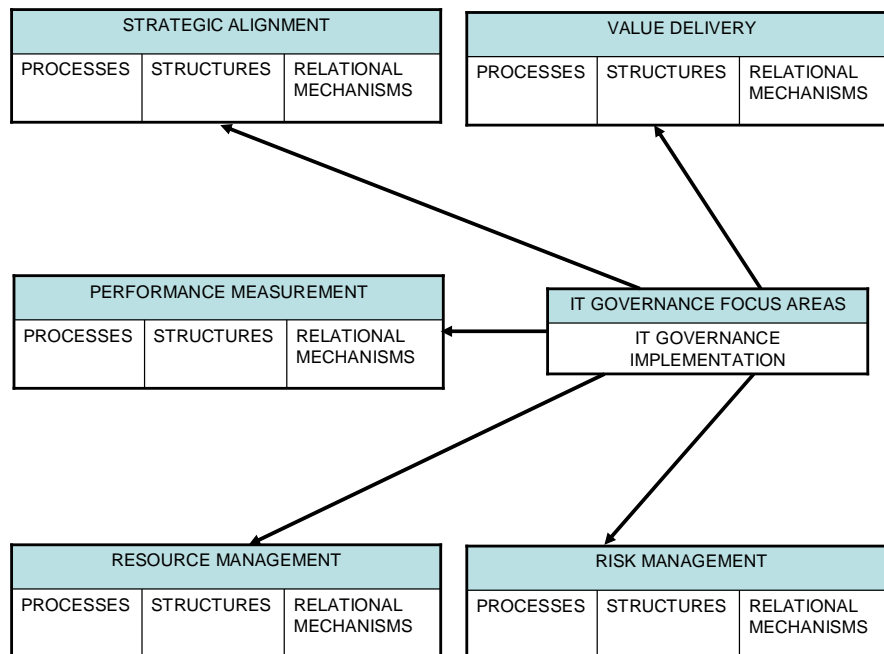 STRATEGIC ALIGNMENT
PROCESSES
STRUCTURES
RELATIONAL
MECHANISMS
VALUE DELIVERY
PROCESSES
STRUCTURES
RELATIONAL
MECHANISMS
PERFORMANCE MEASUREMENT
PROCESSES
STRUCTURES
RELATIONAL
MECHANISMS
IT GOVERNANCE FOCUS AREAS
IT GOVERNANCE
IMPLEMENTATION
RESOURCE MANAGEMENT
PROCESSES
STRUCTURES
RELATIONAL
MECHANISMS
RISK MANAGEMENT
PROCESSES
STRUCTURES
RELATIONAL
MECHANISMS